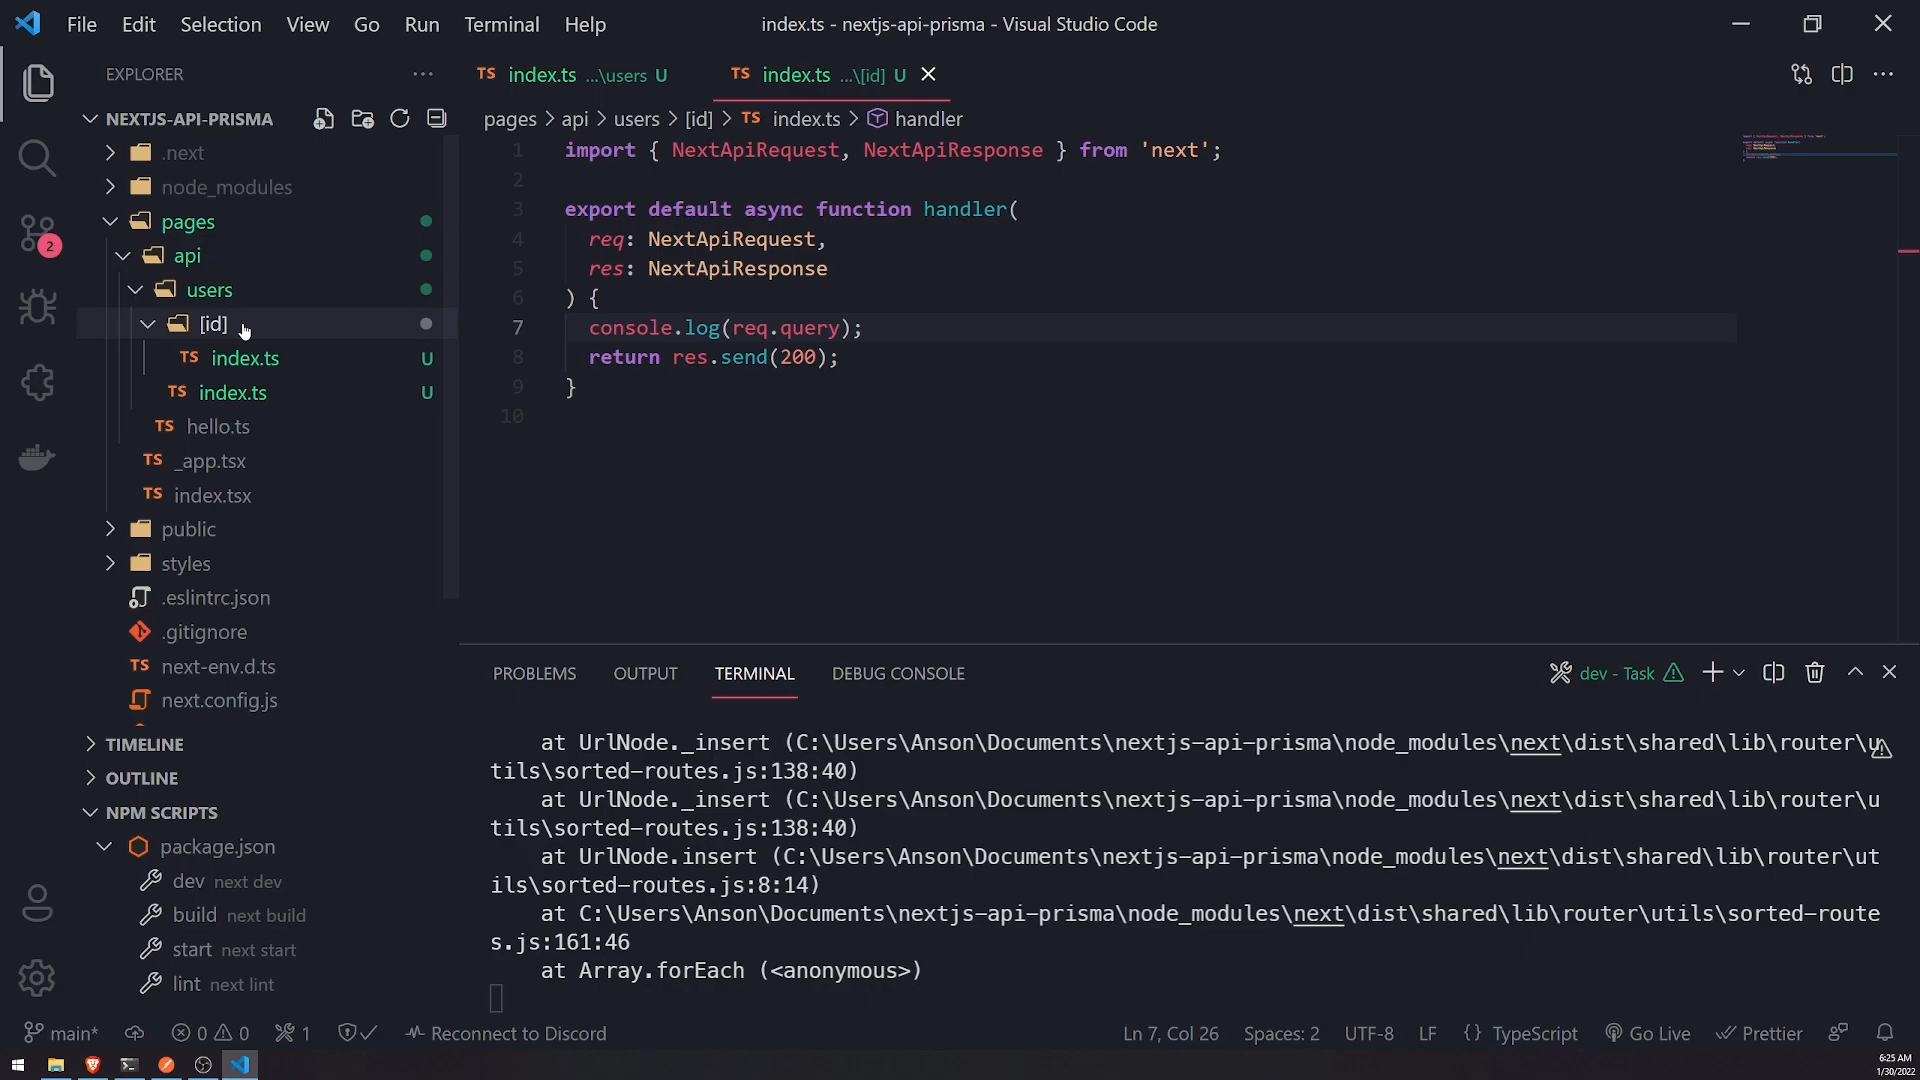 File Edit Selection View Go Run Terminal Help
index.ts - nextjs-api-prisma - Visual Studio Code
EXPLORER
NEXTJS-API-PRISMA
.next
node_modules
pages
api
users
[id]
TS index.ts U
TS index.ts U
TS hello.ts
TS _app.tsx
TS index.tsx
public
styles
.eslintrc.json
.gitignore
TS next-env.d.ts
next.config.js
TIMELINE
OUTLINE
NPM SCRIPTS
package.json
dev next dev
build next build
start next start
lint next lint
2
TS index.ts ...\users U
TS index.ts ...\[id] U
pages > api > users > [id] > TS index.ts > handler
1 import { NextApiRequest, NextApiResponse } from 'next';
2
3 export default async function handler(
4 req: NextApiRequest,
5 res: NextApiResponse
6 ) {
7 console.log(req.query);
8 return res.send(200);
9 }
10
PROBLEMS OUTPUT TERMINAL DEBUG CONSOLE
dev - Task
at UrlNode._insert (C:\Users\Anson\Documents\nextjs-api-prisma\node_modules\next\dist\shared\lib\router\u
tils\sorted-routes.js:138:40)
at UrlNode._insert (C:\Users\Anson\Documents\nextjs-api-prisma\node_modules\next\dist\shared\lib\router\u
tils\sorted-routes.js:138:40)
at UrlNode.insert (C:\Users\Anson\Documents\nextjs-api-prisma\node_modules\next\dist\shared\lib\router\ut
ils\sorted-routes.js:8:14)
at C:\Users\Anson\Documents\nextjs-api-prisma\node_modules\next\dist\shared\lib\router\utils\sorted-route
s.js:161:46
at Array.forEach (<anonymous>)
main* 0 0 1 Reconnect to Discord
Ln 7, Col 26 Spaces: 2 UTF-8 LF {} TypeScript Go Live Prettier
6:25 AM
1/30/2022